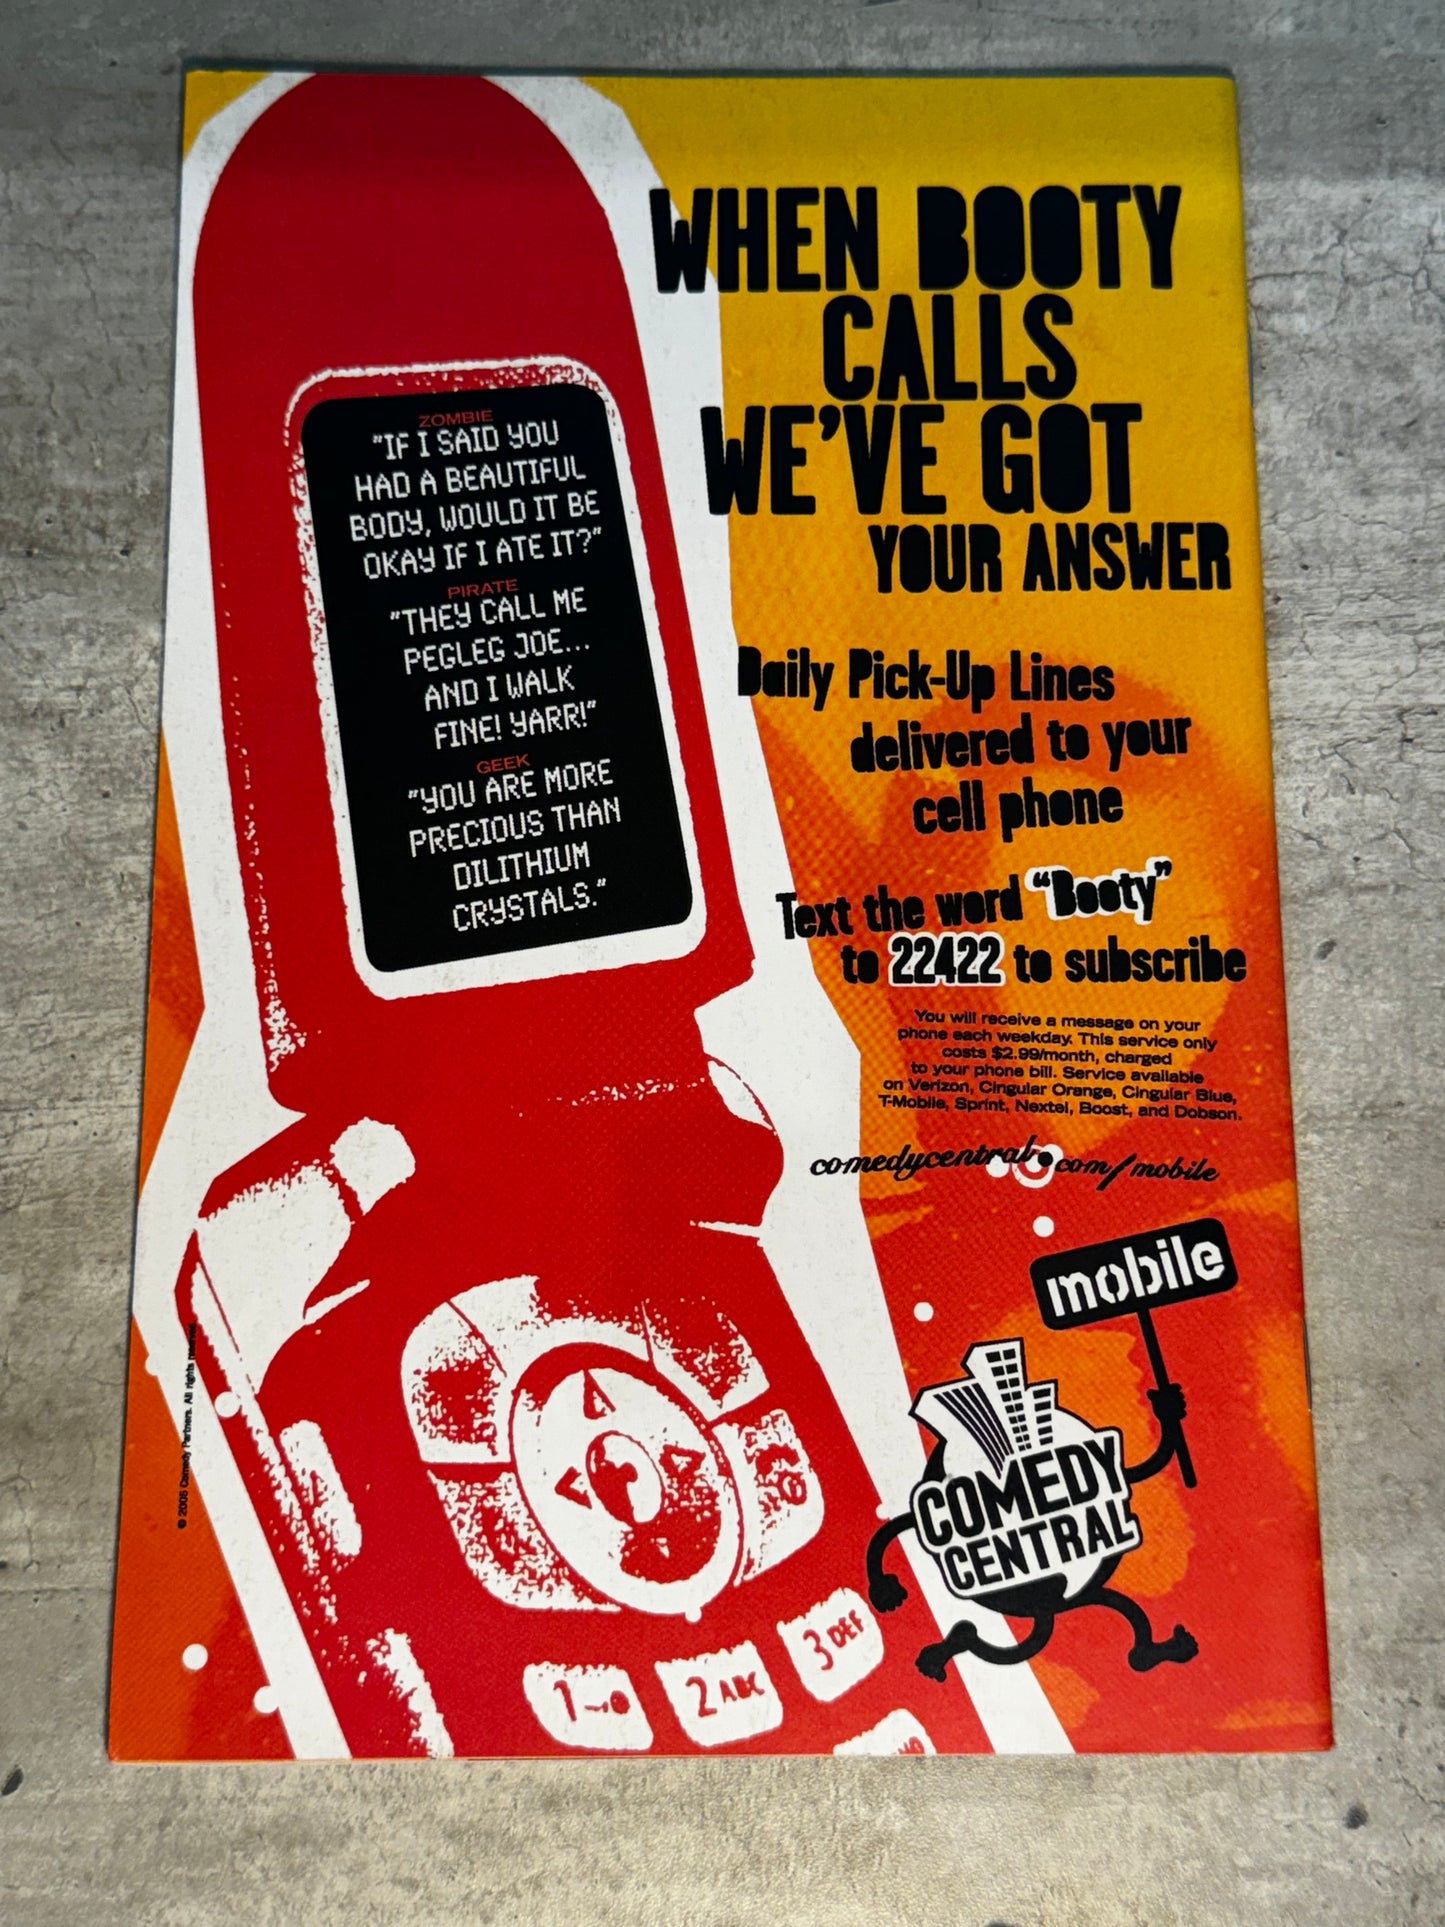 WHEN BOOTY
CALLS
WE'VE GOT
YOUR ANSWER
ZOMBIE
"IF I SAID YOU
HAD A BEAUTIFUL
BODY, WOULD IT BE
OKAY IF I ATE IT?"
PIRATE
"THEY CALL ME
PEGLEG JOE...
AND I WALK
FINE! YARR!"
GEEK
"YOU ARE MORE
PRECIOUS THAN
DILITHIUM
CRYSTALS."
Daily Pick-Up Lines
delivered to your
cell phone
Text the word "Booty"
to 22422 to subscribe
You will receive a message on your
phone each weekday. This service only
costs $2.99/month, charged
to your phone bill. Service available
on Verizon, Cingular Orange, Cingular Blue,
T-Mobile, Sprint, Nextel, Boost, and Dobson.
comedycentral.com/mobile
mobile
COMEDY
CENTRAL
© 2005 Comedy Partners. All rights
1
2 ABC
3 DEF